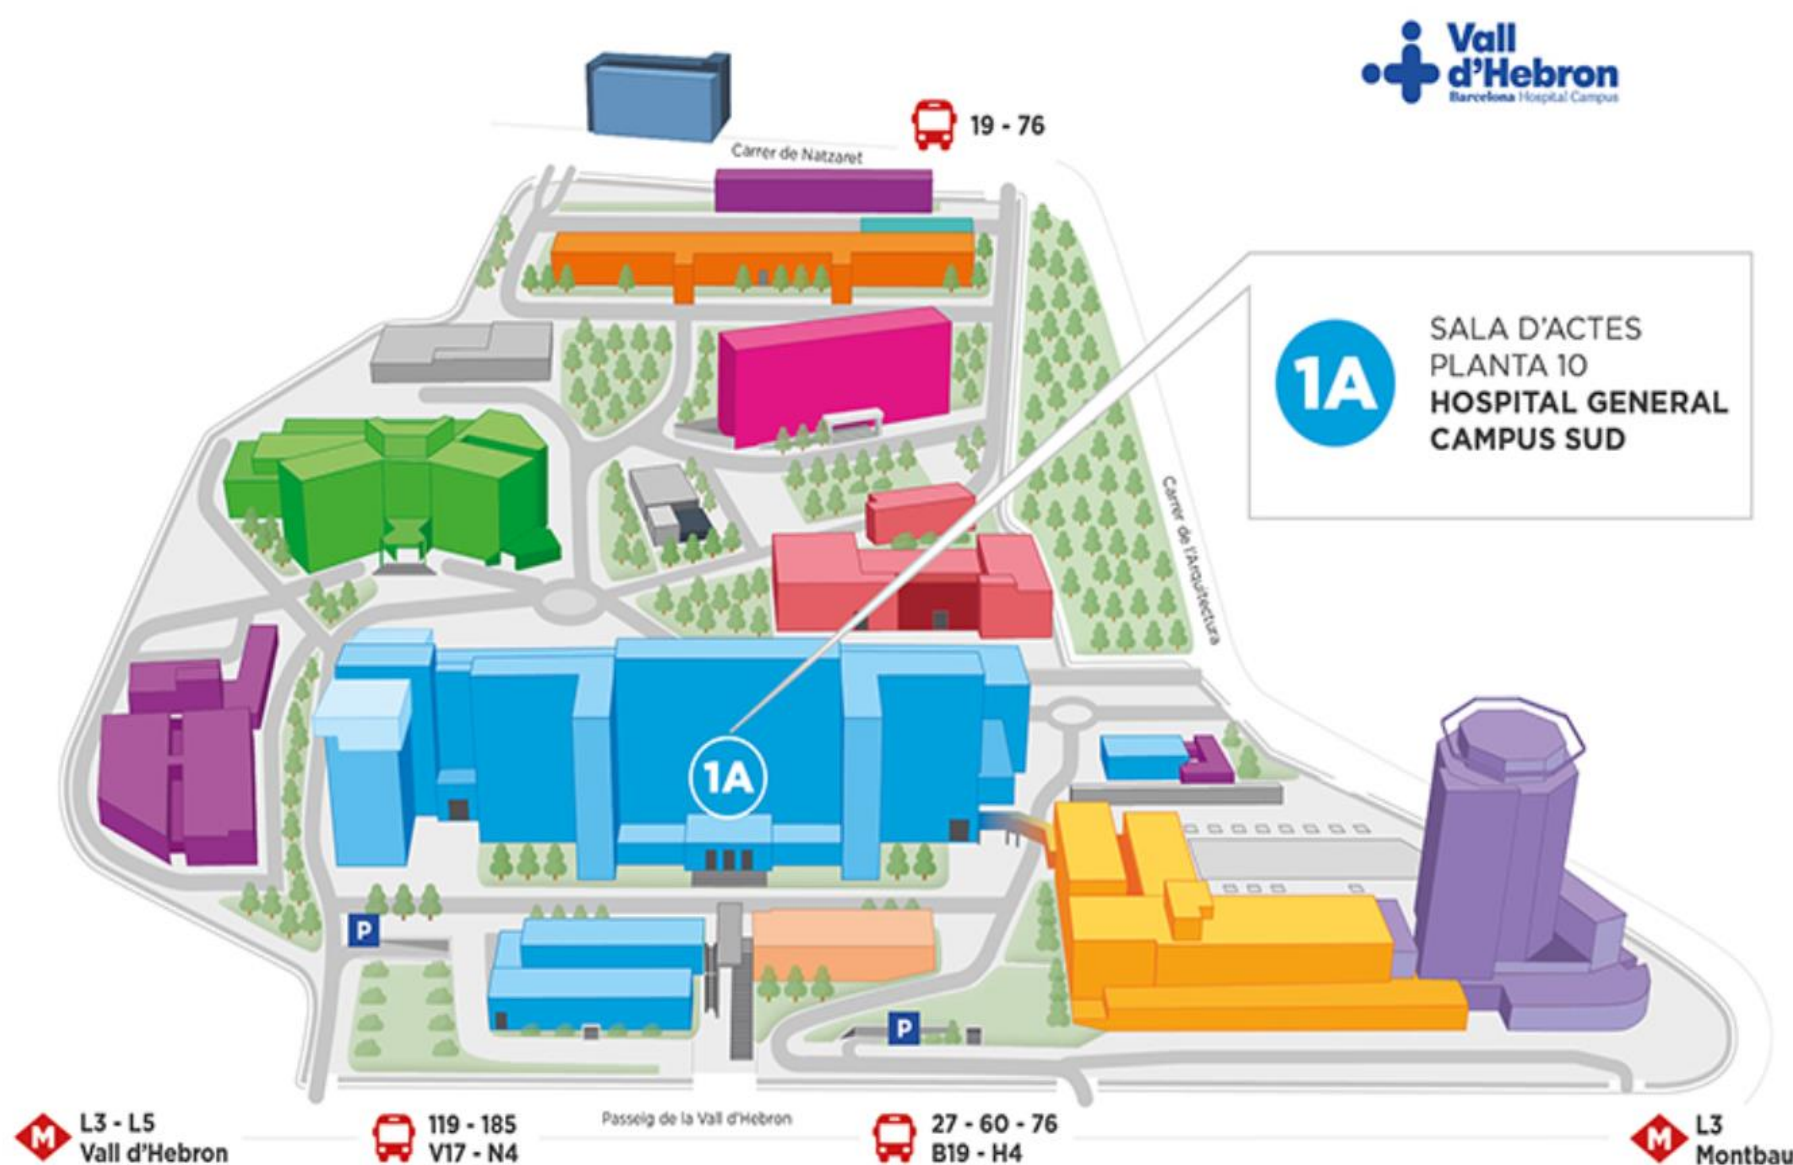 Vall
d'Hebron
Barcelona Hospital Campus
19 - 76
Carrer de Natzaret
1A
SALA D'ACTES
PLANTA 10
HOSPITAL GENERAL
CAMPUS SUD
Carrer de l'Arquitectura
1A
P
P
M
L3 - L5
Vall d'Hebron
119 - 185
V17 - N4
Passeig de la Vall d'Hebron
27 - 60 - 76
B19 - H4
M
L3
Montbau